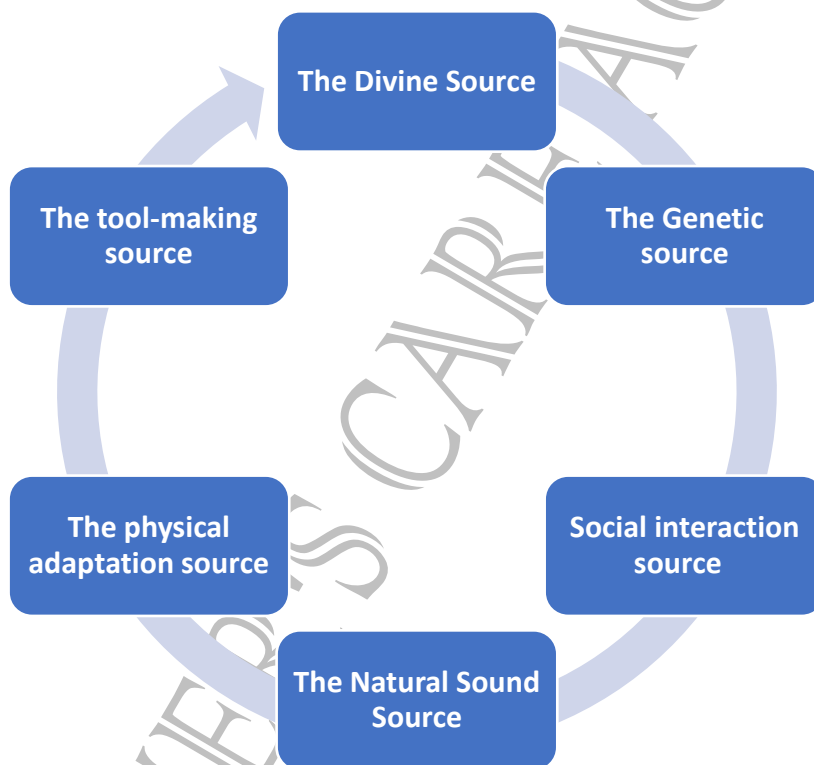 The Divine Source
The Genetic
source
Social interaction
source
The Natural Sound
Source
The physical
adaptation source
The tool-making
source
CARE